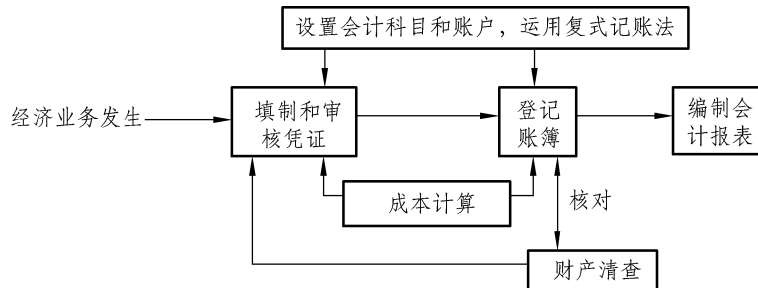 设置会计科目和账户，运用复式记账法
经济业务发生
填制和审
核凭证
登记
账簿
编制会
计报表
成本计算
核对
财产清查